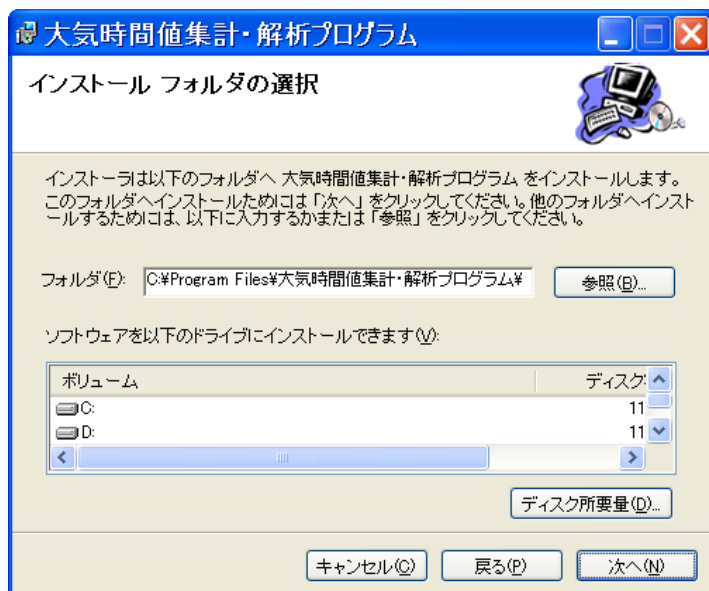 大気時間値集計・解析プログラム
インストール フォルダの選択
インストーラは以下のフォルダへ 大気時間値集計・解析プログラム をインストールします。
このフォルダへインストールためには「次へ」をクリックしてください。他のフォルダへインスト
ールするためには、以下に入力するかまたは「参照」をクリックしてください。
フォルダ(F): C:¥Program Files¥大気時間値集計・解析プログラム¥ 参照(B)...
ソフトウェアを以下のドライブにインストールできます(V):
ボリューム ディスク
C: 11
D: 11
ディスク所要量(D)...
キャンセル(C) 戻る(P) 次へ(N)